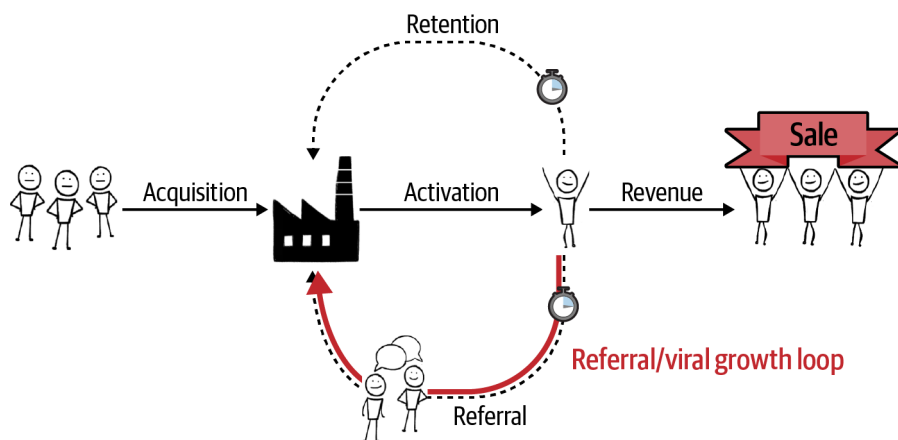 Retention
Sale
Acquisition
Activation
Revenue
Referral/viral growth loop
Referral